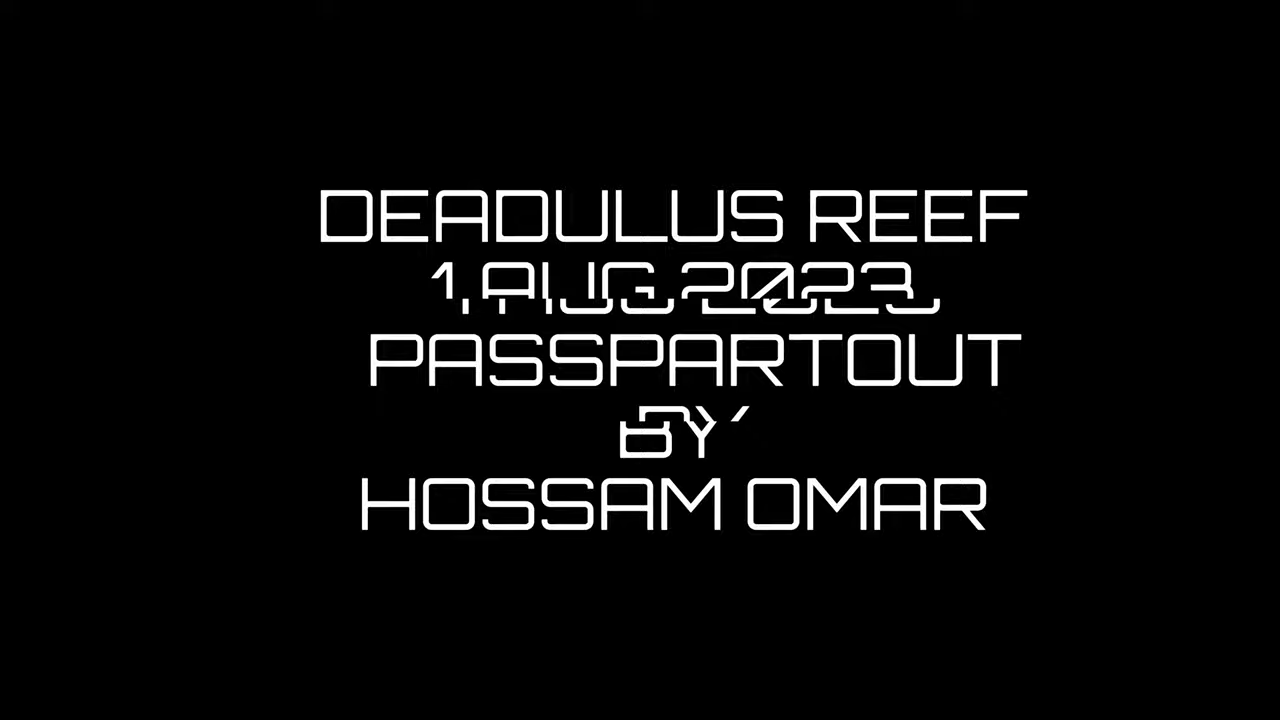 DEADULUS REEF
1 AUG 2023
PASSPARTOUT
BY
HOSSAM OMAR